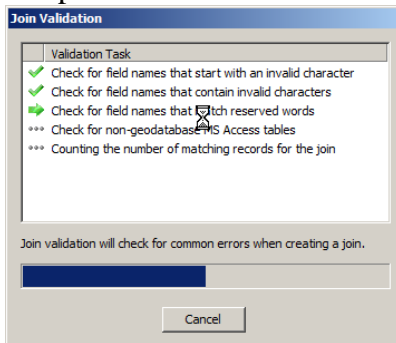 Join Validation
Validation Task
Check for field names that start with an invalid character
Check for field names that contain invalid characters
Check for field names that reserved words
Check for non-geodatabase MS Access tables
Counting the number of matching records for the join
Join validation will check for common errors when creating a join.
Cancel